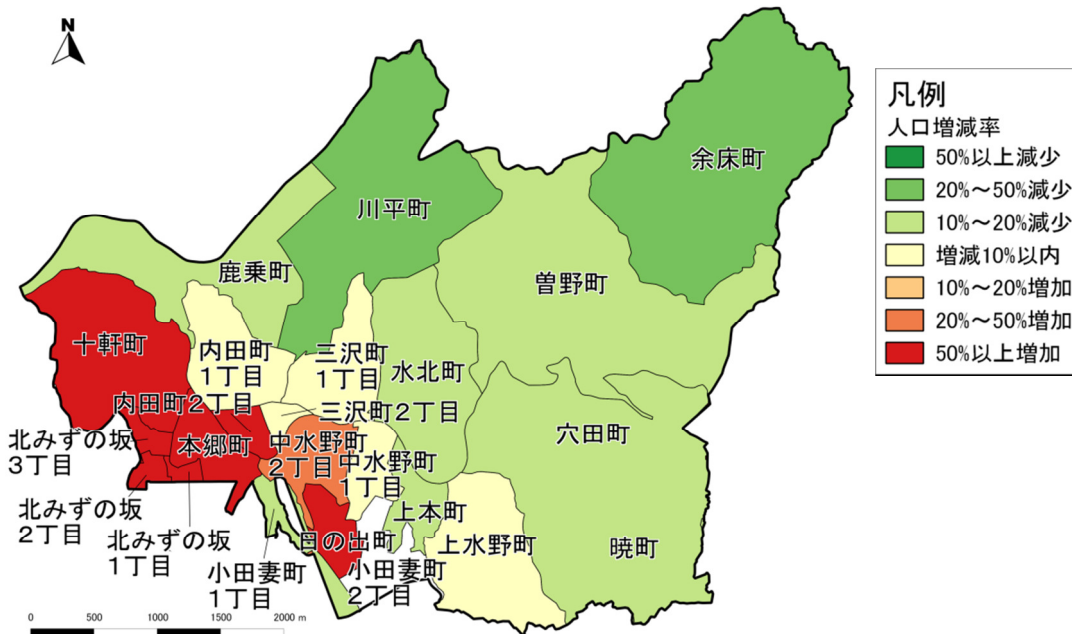 N
凡例
人口増減率
50%以上減少
20%～50%減少
10%～20%減少
増減10%以内
10%～20%増加
20%～50%増加
50%以上増加
余床町
川平町
鹿乗町
曽野町
十軒町
内田町
1丁目
三沢町
1丁目
水北町
内田町2丁目
三沢町2丁目
穴田町
北みずの坂
3丁目
本郷町
中水野町
2丁目
中水野町
1丁目
北みずの坂
2丁目
上本町
北みずの坂
1丁目
日の出町
上水野町
暁町
小田妻町
1丁目
小田妻町
2丁目
0 500 1000 1500 2000 m